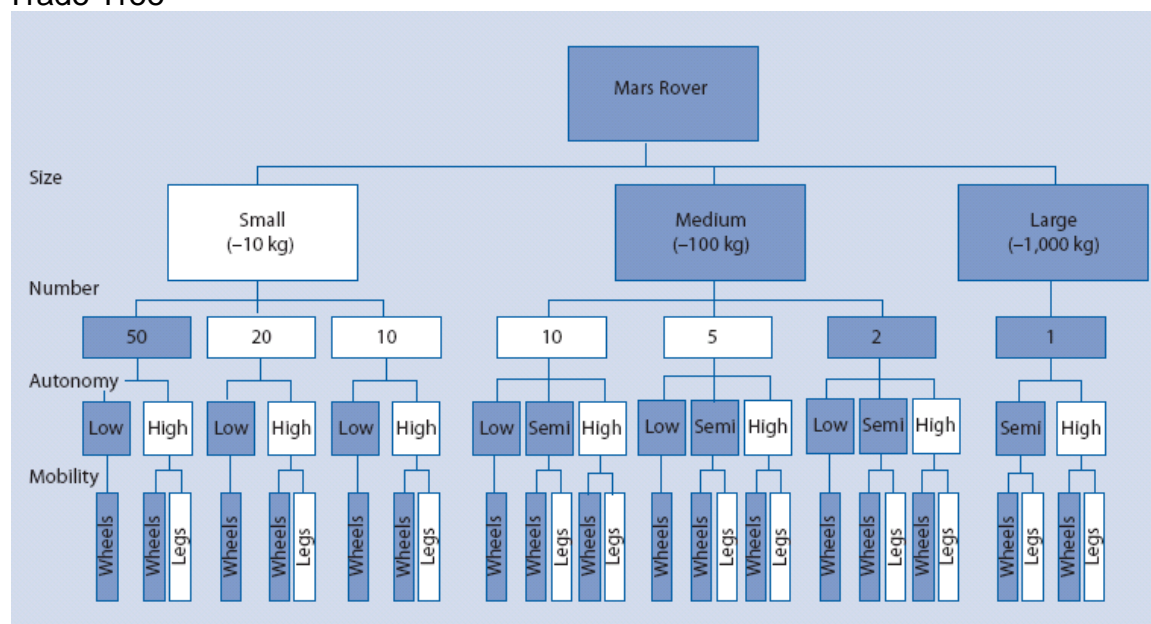 Trade Tree
Mars Rover
Size
Small
(–10 kg)
Medium
(–100 kg)
Large
(–1,000 kg)
Number
50 20 10 10 5 2 1
Autonomy
Low High Low High Low High Low Semi High Low Semi High Low Semi High Semi High
Mobility
Wheels Wheels Legs Wheels Wheels Legs Wheels Wheels Legs Wheels Wheels Legs Wheels Legs Wheels Wheels Legs Wheels Legs Wheels Wheels Legs Wheels Legs Wheels Legs Wheels Legs